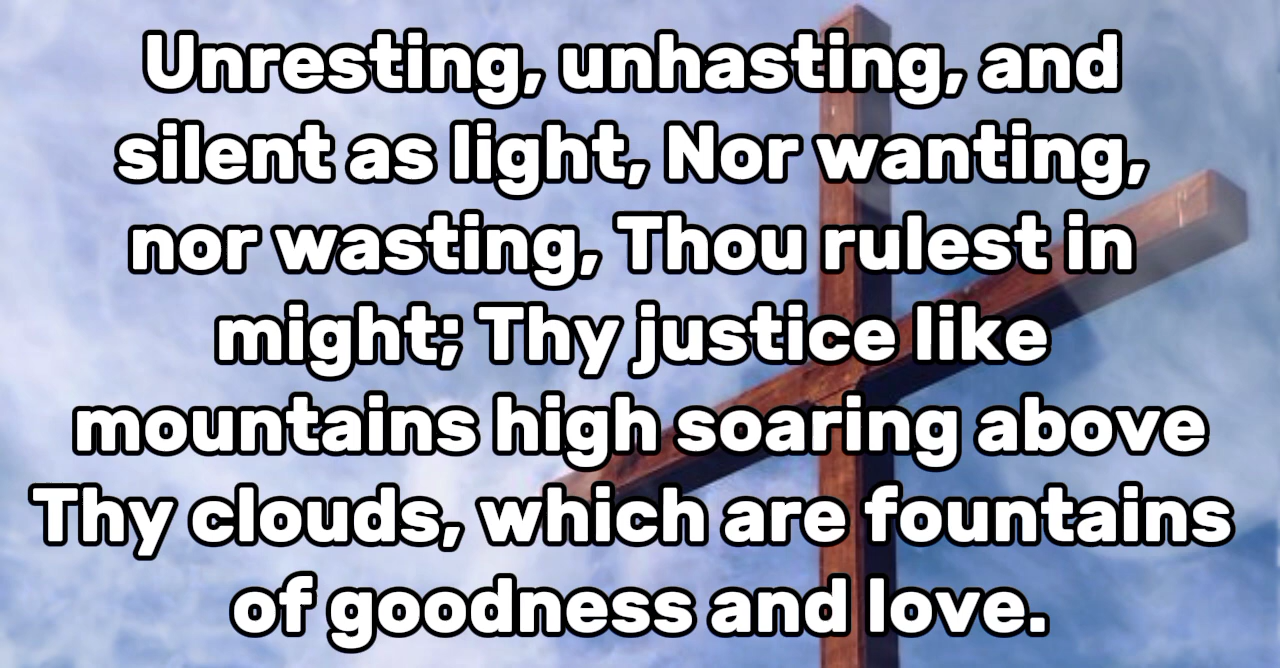 Unresting, unhasting, and
silent as light, Nor wanting,
nor wasting, Thou rulest in
might; Thy justice like
mountains high soaring above
Thy clouds, which are fountains
of goodness and love.